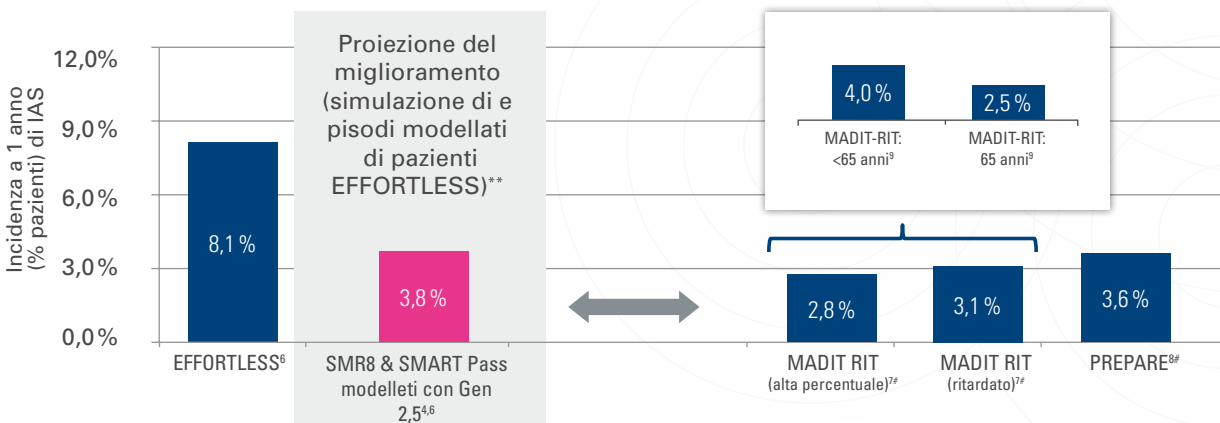 Incidenza a 1 anno
(% pazienti) di IAS
12,0%
9,0%
6,0%
3,0%
0,0%
8,1 %
EFFORTLESS⁶
Proiezione del
miglioramento
(simulazione di e
pisodi modellati
di pazienti
EFFORTLESS)**
3,8 %
SMR8 & SMART Pass
modelleti con Gen
2,5⁴,⁶
4,0 %
2,5 %
MADIT-RIT:
<65 anni⁹
MADIT-RIT:
65 anni⁹
2,8 %
3,1 %
3,6 %
MADIT RIT
(alta percentuale)⁷#
MADIT RIT
(ritardato)⁷#
PREPARE⁸#